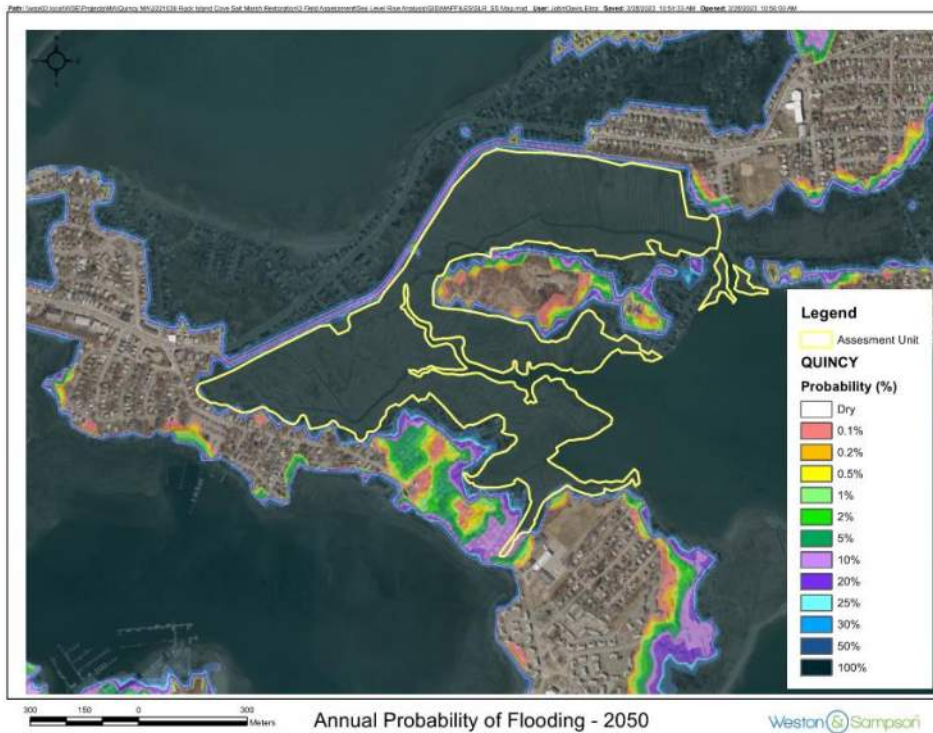 Legend
Assesment Unit
QUINCY
Probability (%)
Dry
0.1%
0.2%
0.5%
1%
2%
5%
10%
20%
25%
30%
50%
100%
300 150 0 300
Meters
Annual Probability of Flooding - 2050
Weston & Sampson